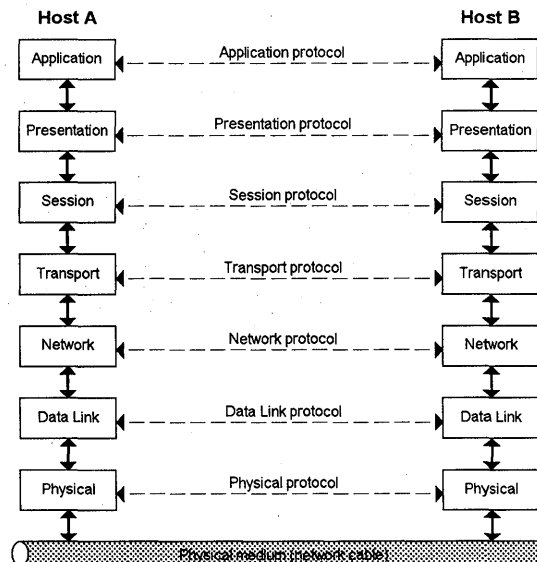 Host A Host B
Application Application protocol Application
Presentation Presentation protocol Presentation
Session Session protocol Session
Transport Transport protocol Transport
Network Network protocol Network
Data Link Data Link protocol Data Link
Physical Physical protocol Physical
Physical medium (network cable)